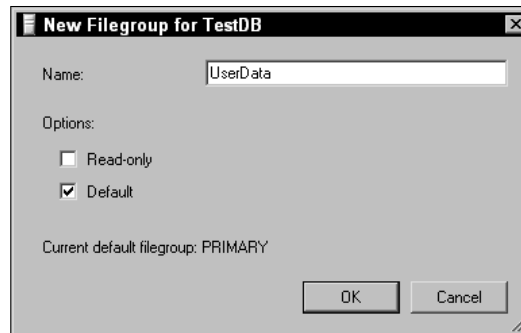 New Filegroup for TestDB
Name: UserData
Options:
Read-only
Default
Current default filegroup: PRIMARY
OK Cancel